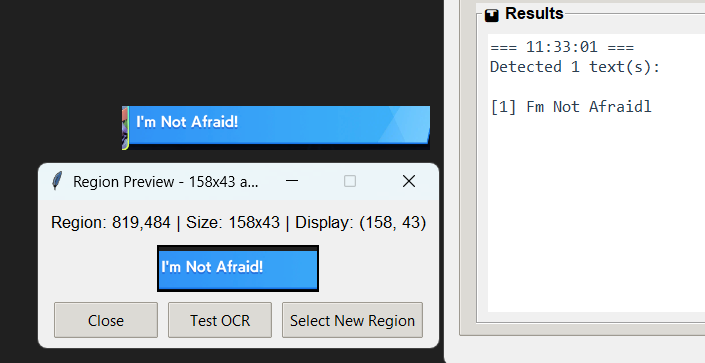 Results
=== 11:33:01 ===
Detected 1 text(s):
[1] Fm Not Afraidl
I'm Not Afraid!
Region Preview - 158x43 a...
Region: 819,484 | Size: 158x43 | Display: (158, 43)
I'm Not Afraid!
Close
Test OCR
Select New Region